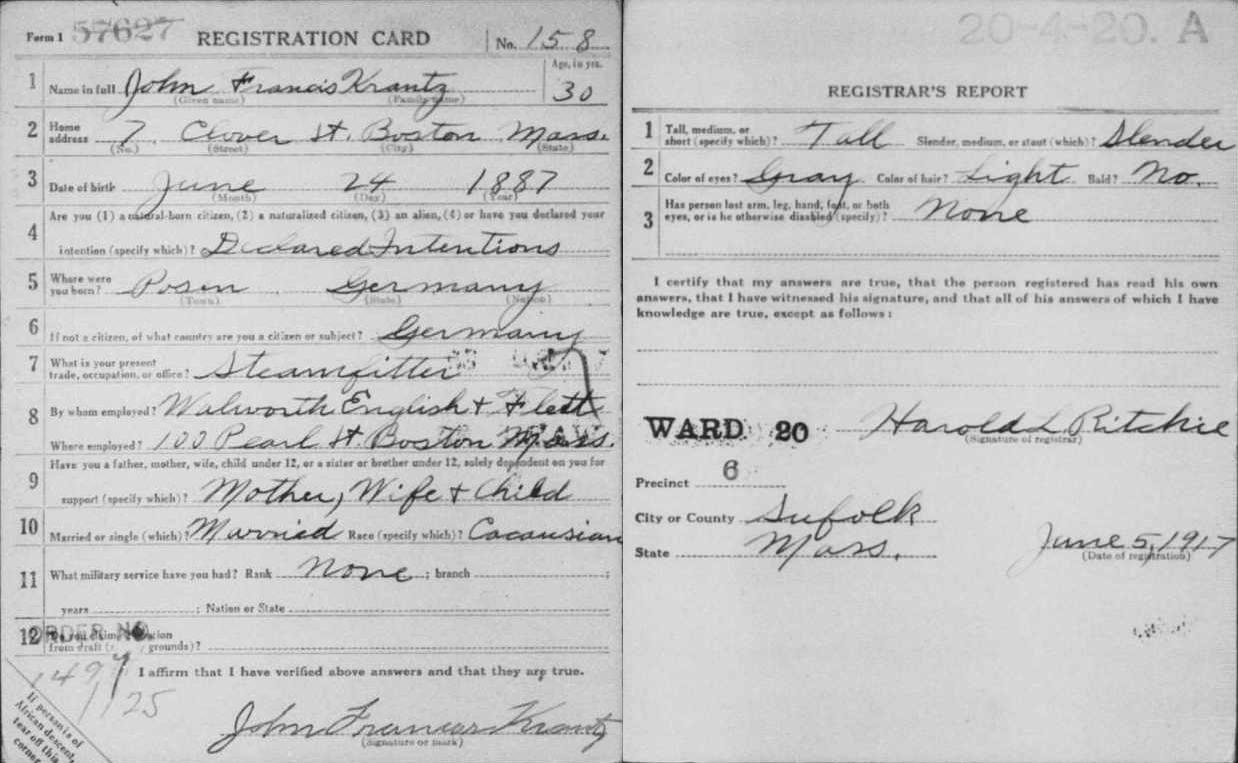 Form 1 57627 REGISTRATION CARD No. 158
Age, in yrs.
1 Name in full John Francis Krantz 30
(Given name) (Family name)
2 Home address 7 Clover St. Boston Mass.
(No.) (Street) (City) (State)
3 Date of birth June 24 1887
(Month) (Day) (Year)
Are you (1) a natural-born citizen, (2) a naturalized citizen, (3) an alien, (4) or have you declared your
4 intention (specify which)? Declared Intentions
5 Where were you born? Posen Germany
(Town) (State) (Nation)
6 If not a citizen, of what country are you a citizen or subject? Germany
7 What is your present trade, occupation, or office? Steamfitter
8 By whom employed? Walworth English + Flett
Where employed? 100 Pearl St Boston Mass.
9 Have you a father, mother, wife, child under 12, or a sister or brother under 12, solely dependent on you for
support (specify which)? Mother, Wife + Child
10 Married or single (which)? Married Race (specify which)? Cacausian
11 What military service have you had? Rank None ; branch ;
years ; Nation or State
ORDER NO.
12 from draft grounds)?
I affirm that I have verified above answers and that they are true.
1125
If person is of
African descent,
tear off this
corner
John Francis Krantz
(Signature or mark)
20-4-20. A
REGISTRAR'S REPORT
1 Tall, medium, or short (specify which)? Tall Slender, medium, or stout (which)? Slender
2 Color of eyes? Gray Color of hair? Light Bald? No.
3 Has person lost arm, leg, hand, foot, or both eyes, or is he otherwise disabled (specify)? None
I certify that my answers are true, that the person registered has read his own
answers, that I have witnessed his signature, and that all of his answers of which I have
knowledge are true, except as follows:
WARD 20 Harold L Ritchie
(Signature of registrar)
Precinct 6
City or County Sufolk
State Mass. June 5, 1917
(Date of registration)